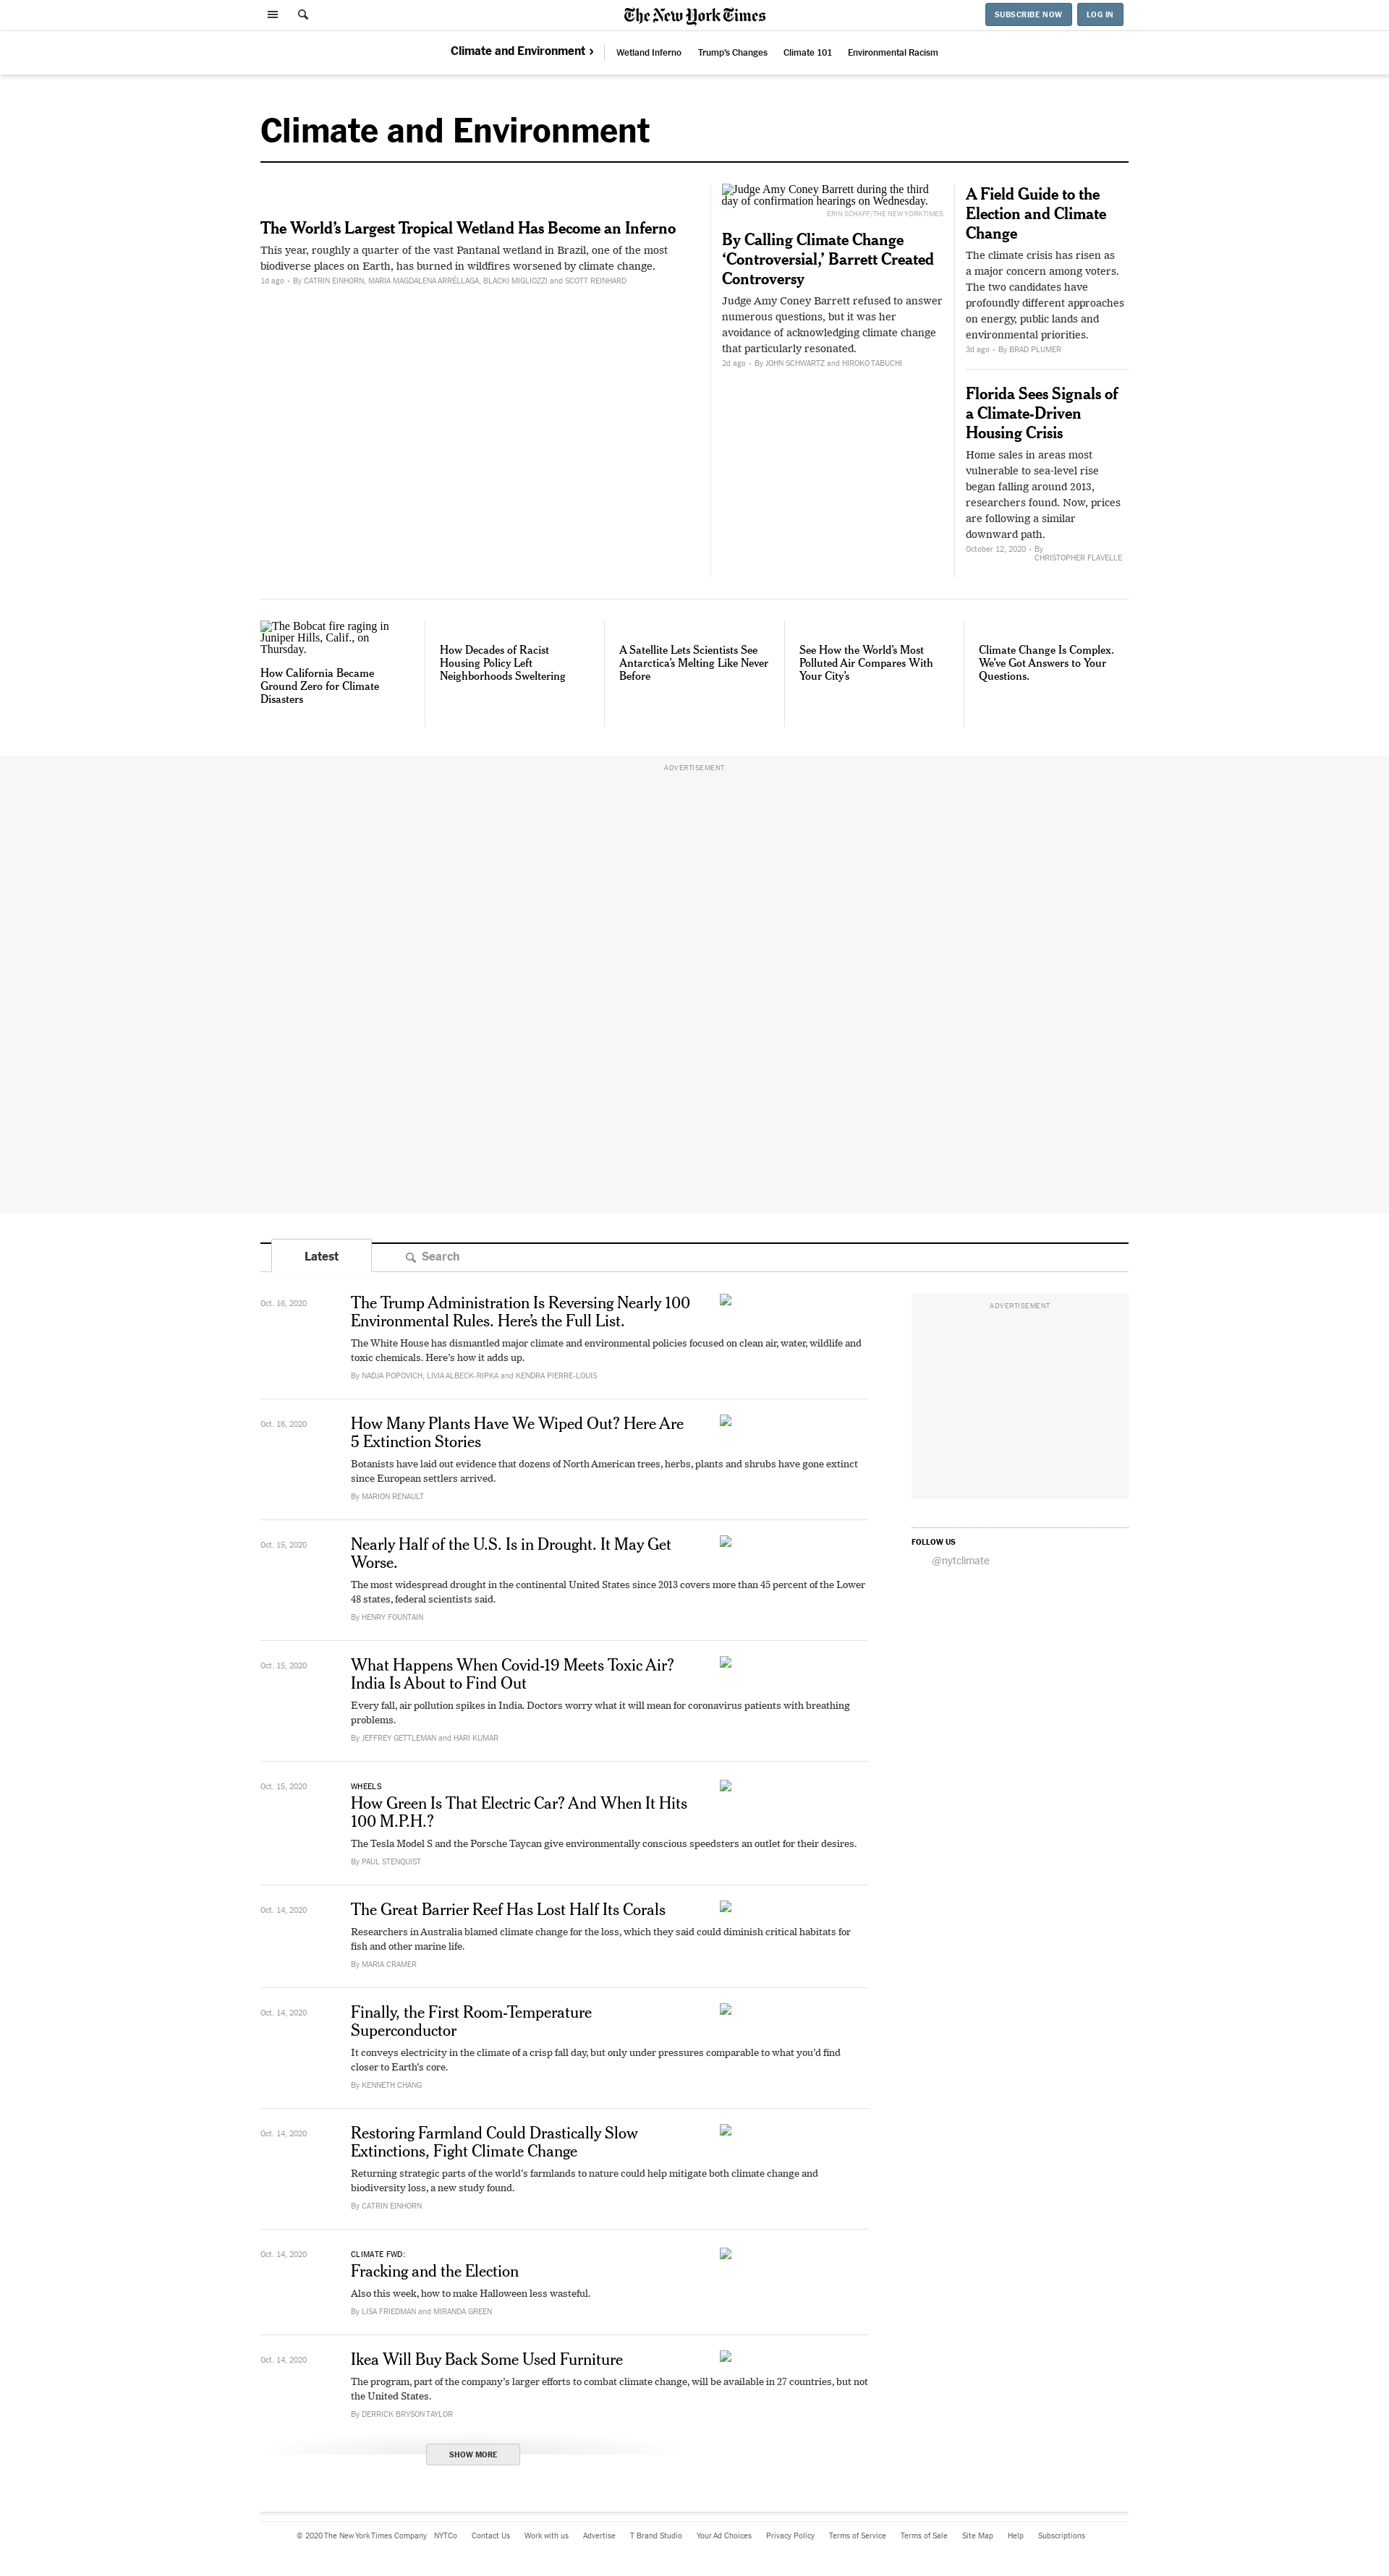 The New York Times
SUBSCRIBE NOW
LOG IN
Climate and Environment ›
Wetland Inferno
Trump's Changes
Climate 101
Environmental Racism
Climate and Environment
The World's Largest Tropical Wetland Has Become an Inferno
This year, roughly a quarter of the vast Pantanal wetland in Brazil, one of the most
biodiverse places on Earth, has burned in wildfires worsened by climate change.
1d ago • By CATRIN EINHORN, MARIA MAGDALENA ARRÉLLAGA, BLACKI MIGLIOZZI and SCOTT REINHARD
Judge Amy Coney Barrett during the third
day of confirmation hearings on Wednesday.
ERIN SCHAFF/THE NEW YORK TIMES
By Calling Climate Change
‘Controversial,’ Barrett Created
Controversy
Judge Amy Coney Barrett refused to answer
numerous questions, but it was her
avoidance of acknowledging climate change
that particularly resonated.
2d ago • By JOHN SCHWARTZ and HIROKO TABUCHI
A Field Guide to the
Election and Climate
Change
The climate crisis has risen as
a major concern among voters.
The two candidates have
profoundly different approaches
on energy, public lands and
environmental priorities.
3d ago • By BRAD PLUMER
Florida Sees Signals of
a Climate-Driven
Housing Crisis
Home sales in areas most
vulnerable to sea-level rise
began falling around 2013,
researchers found. Now, prices
are following a similar
downward path.
October 12, 2020 • By
CHRISTOPHER FLAVELLE
The Bobcat fire raging in
Juniper Hills, Calif., on
Thursday.
How California Became
Ground Zero for Climate
Disasters
How Decades of Racist
Housing Policy Left
Neighborhoods Sweltering
A Satellite Lets Scientists See
Antarctica’s Melting Like Never
Before
See How the World’s Most
Polluted Air Compares With
Your City’s
Climate Change Is Complex.
We’ve Got Answers to Your
Questions.
ADVERTISEMENT
Latest
Search
Oct. 16, 2020
The Trump Administration Is Reversing Nearly 100
Environmental Rules. Here’s the Full List.
The White House has dismantled major climate and environmental policies focused on clean air, water, wildlife and
toxic chemicals. Here’s how it adds up.
By NADJA POPOVICH, LIVIA ALBECK-RIPKA and KENDRA PIERRE-LOUIS
ADVERTISEMENT
Oct. 16, 2020
How Many Plants Have We Wiped Out? Here Are
5 Extinction Stories
Botanists have laid out evidence that dozens of North American trees, herbs, plants and shrubs have gone extinct
since European settlers arrived.
By MARION RENAULT
Oct. 15, 2020
Nearly Half of the U.S. Is in Drought. It May Get
Worse.
The most widespread drought in the continental United States since 2013 covers more than 45 percent of the Lower
48 states, federal scientists said.
By HENRY FOUNTAIN
FOLLOW US
@nytclimate
Oct. 15, 2020
What Happens When Covid-19 Meets Toxic Air?
India Is About to Find Out
Every fall, air pollution spikes in India. Doctors worry what it will mean for coronavirus patients with breathing
problems.
By JEFFREY GETTLEMAN and HARI KUMAR
Oct. 15, 2020
WHEELS
How Green Is That Electric Car? And When It Hits
100 M.P.H.?
The Tesla Model S and the Porsche Taycan give environmentally conscious speedsters an outlet for their desires.
By PAUL STENQUIST
Oct. 14, 2020
The Great Barrier Reef Has Lost Half Its Corals
Researchers in Australia blamed climate change for the loss, which they said could diminish critical habitats for
fish and other marine life.
By MARIA CRAMER
Oct. 14, 2020
Finally, the First Room-Temperature
Superconductor
It conveys electricity in the climate of a crisp fall day, but only under pressures comparable to what you’d find
closer to Earth’s core.
By KENNETH CHANG
Oct. 14, 2020
Restoring Farmland Could Drastically Slow
Extinctions, Fight Climate Change
Returning strategic parts of the world’s farmlands to nature could help mitigate both climate change and
biodiversity loss, a new study found.
By CATRIN EINHORN
Oct. 14, 2020
CLIMATE FWD:
Fracking and the Election
Also this week, how to make Halloween less wasteful.
By LISA FRIEDMAN and MIRANDA GREEN
Oct. 14, 2020
Ikea Will Buy Back Some Used Furniture
The program, part of the company’s larger efforts to combat climate change, will be available in 27 countries, but not
the United States.
By DERRICK BRYSON TAYLOR
SHOW MORE
© 2020 The New York Times Company NYTCo Contact Us Work with us Advertise T Brand Studio Your Ad Choices Privacy Policy Terms of Service Terms of Sale Site Map Help Subscriptions